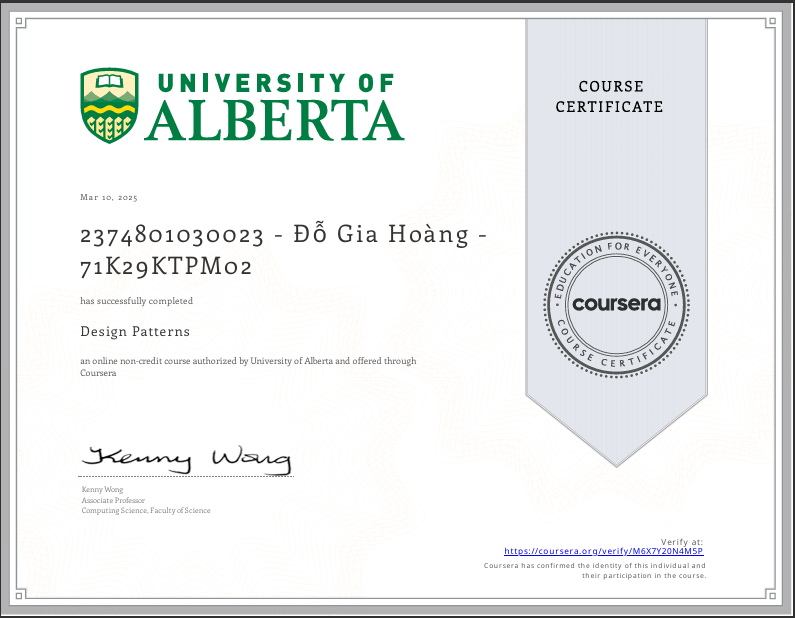 UNIVERSITY OF
ALBERTA
COURSE
CERTIFICATE
Mar 10, 2025
2374801030023 - Đỗ Gia Hoàng -
71K29KTPM02
has successfully completed
Design Patterns
an online non-credit course authorized by University of Alberta and offered through
Coursera
EDUCATION FOR EVERYONE
coursera
COURSE CERTIFICATE
Kenny Wong
Kenny Wong
Associate Professor
Computing Science, Faculty of Science
Verify at:
https://coursera.org/verify/M6X7Y20N4M5P
Coursera has confirmed the identity of this individual and
their participation in the course.